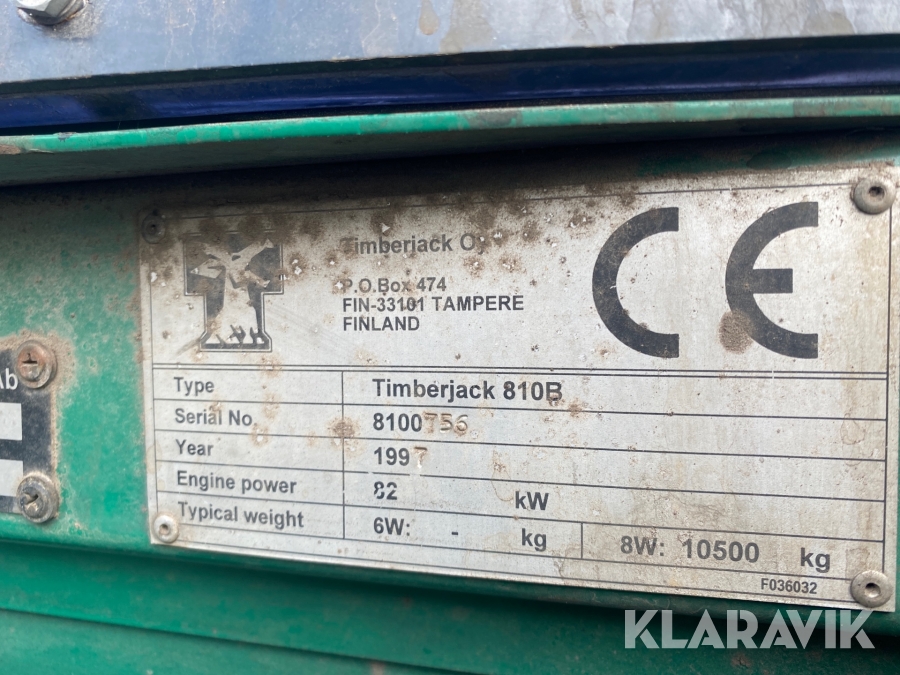 Timberjack Oy
P.O.Box 474
FIN-33101 TAMPERE
FINLAND
CE
Type Timberjack 810B
Serial No 8100756
Year 1997
Engine power 82 kW
Typical weight 6W: - kg 8W: 10500 kg
F036032
KLARAVIK